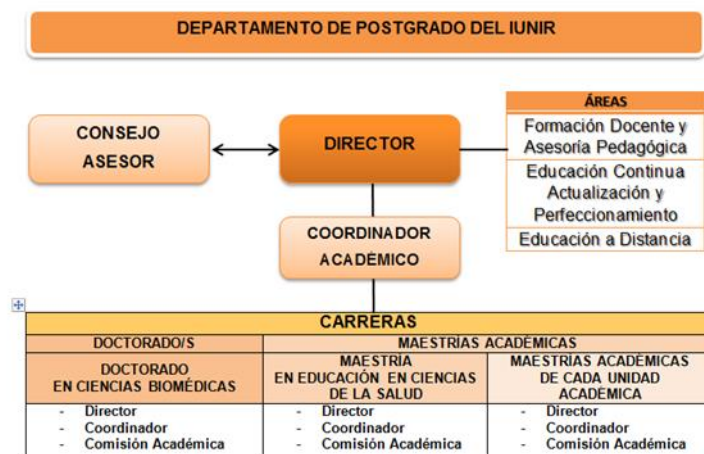 DEPARTAMENTO DE POSTGRADO DEL IUNIR
CONSEJO
ASESOR
DIRECTOR
ÁREAS
Formación Docente y
Asesoría Pedagógica
Educación Continua
Actualización y
Perfeccionamiento
Educación a Distancia
COORDINADOR
ACADÉMICO
CARRERAS
DOCTORADO/S
MAESTRÍAS ACADÉMICAS
DOCTORADO
EN CIENCIAS BIOMÉDICAS
MAESTRÍA
EN EDUCACIÓN EN CIENCIAS
DE LA SALUD
MAESTRÍAS ACADÉMICAS
DE CADA UNIDAD
ACADÉMICA
- Director
- Coordinador
- Comisión Académica
- Director
- Coordinador
- Comisión Académica
- Director
- Coordinador
- Comisión Académica